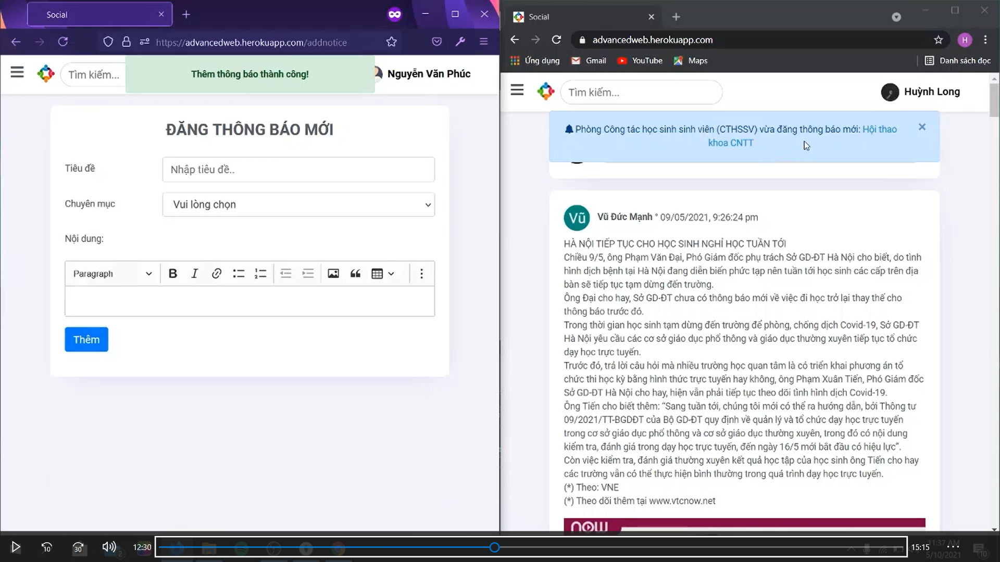 Social
https://advancedweb.herokuapp.com/addnotice
Tìm kiếm...
Thêm thông báo thành công!
Nguyễn Văn Phúc
ĐĂNG THÔNG BÁO MỚI
Tiêu đề
Nhập tiêu đề..
Chuyên mục
Vui lòng chọn
Nội dung:
Paragraph
Thêm
Social
advancedweb.herokuapp.com
H
Ứng dụng
Gmail
YouTube
Maps
Danh sách đọc
Tìm kiếm...
Huỳnh Long
Phòng Công tác học sinh sinh viên (CTHSSV) vừa đăng thông báo mới: Hội thao
khoa CNTT
Vũ
Vũ Đức Mạnh ° 09/05/2021, 9:26:24 pm
HÀ NỘI TIẾP TỤC CHO HỌC SINH NGHỈ HỌC TUẦN TỚI
Chiều 9/5, ông Phạm Văn Đại, Phó Giám đốc phụ trách Sở GD-ĐT Hà Nội cho biết, do tình
hình dịch bệnh tại Hà Nội đang diễn biến phức tạp nên tuần tới học sinh các cấp trên địa
bàn sẽ tiếp tục tạm dừng đến trường.
Ông Đại cho hay, Sở GD-ĐT chưa có thông báo mới về việc đi học trở lại thay thế cho
thông báo trước đó.
Trong thời gian học sinh tạm dừng đến trường để phòng, chống dịch Covid-19, Sở GD-ĐT
Hà Nội yêu cầu các cơ sở giáo dục phổ thông và giáo dục thường xuyên tiếp tục tổ chức
dạy học trực tuyến.
Trước đó, trả lời câu hỏi mà nhiều trường học quan tâm là có triển khai phương án tổ
chức thi học kỳ bằng hình thức trực tuyến hay không, ông Phạm Xuân Tiến, Phó Giám đốc
Sở GD-ĐT Hà Nội cho hay, hiện vẫn phải tiếp tục theo dõi tình hình dịch Covid-19.
Ông Tiến cho biết thêm: “Sang tuần tới, chúng tôi mới có thể ra hướng dẫn, bởi Thông tư
09/2021/TT-BGDĐT của Bộ GD-ĐT quy định về quản lý và tổ chức dạy học trực tuyến
trong cơ sở giáo dục phổ thông và cơ sở giáo dục thường xuyên, trong đó có nội dung
kiểm tra, đánh giá trong dạy học trực tuyến, đến ngày 16/5 mới bắt đầu có hiệu lực”.
Còn việc kiểm tra, đánh giá thường xuyên kết quả học tập của học sinh ông Tiến cho hay
các trường vẫn có thể thực hiện bình thường trong quá trình dạy học trực tuyến.
(*) Theo: VNE
(*) Theo dõi thêm tại www.vtcnow.net
NOW
10
30
12:30
15:15
11:37 AM
5/10/2021